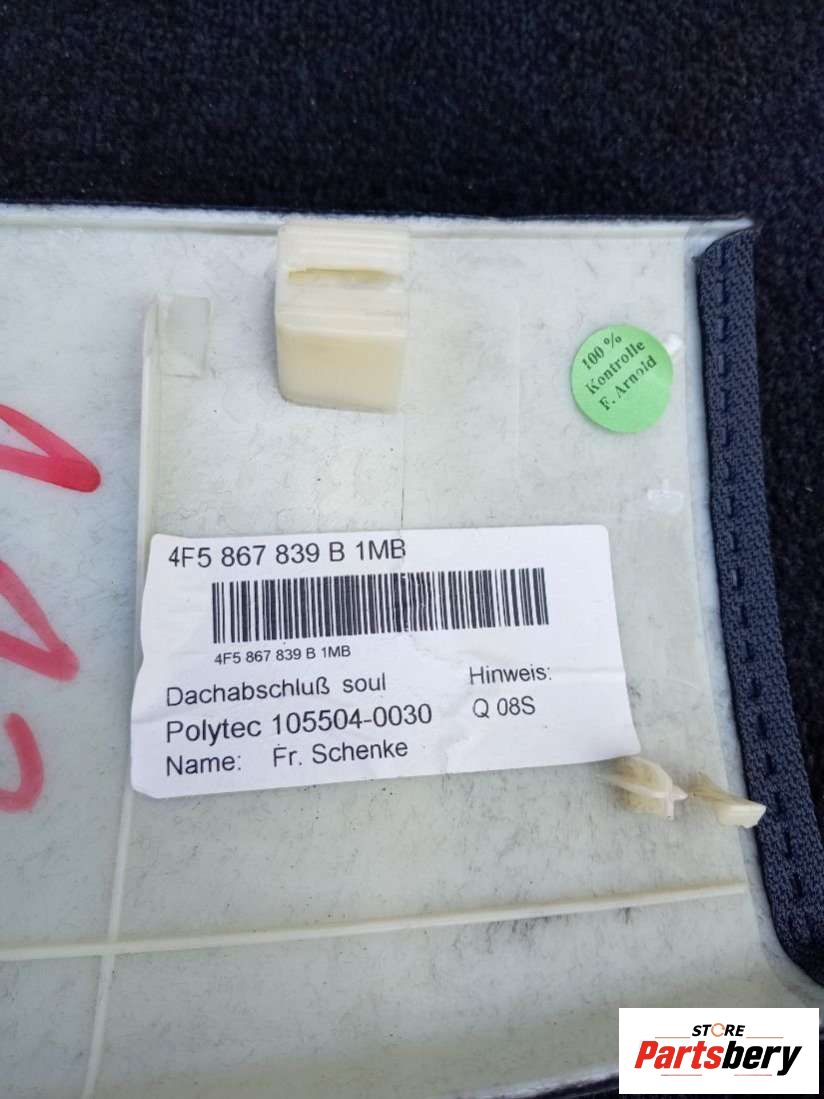 100 %
Kontrolle
F. Arnold
4F5 867 839 B 1MB
4F5 867 839 B 1MB
Dachabschluß soul
Hinweis:
Polytec 105504-0030
Q 08S
Name: Fr. Schenke
STORE
Partsbery